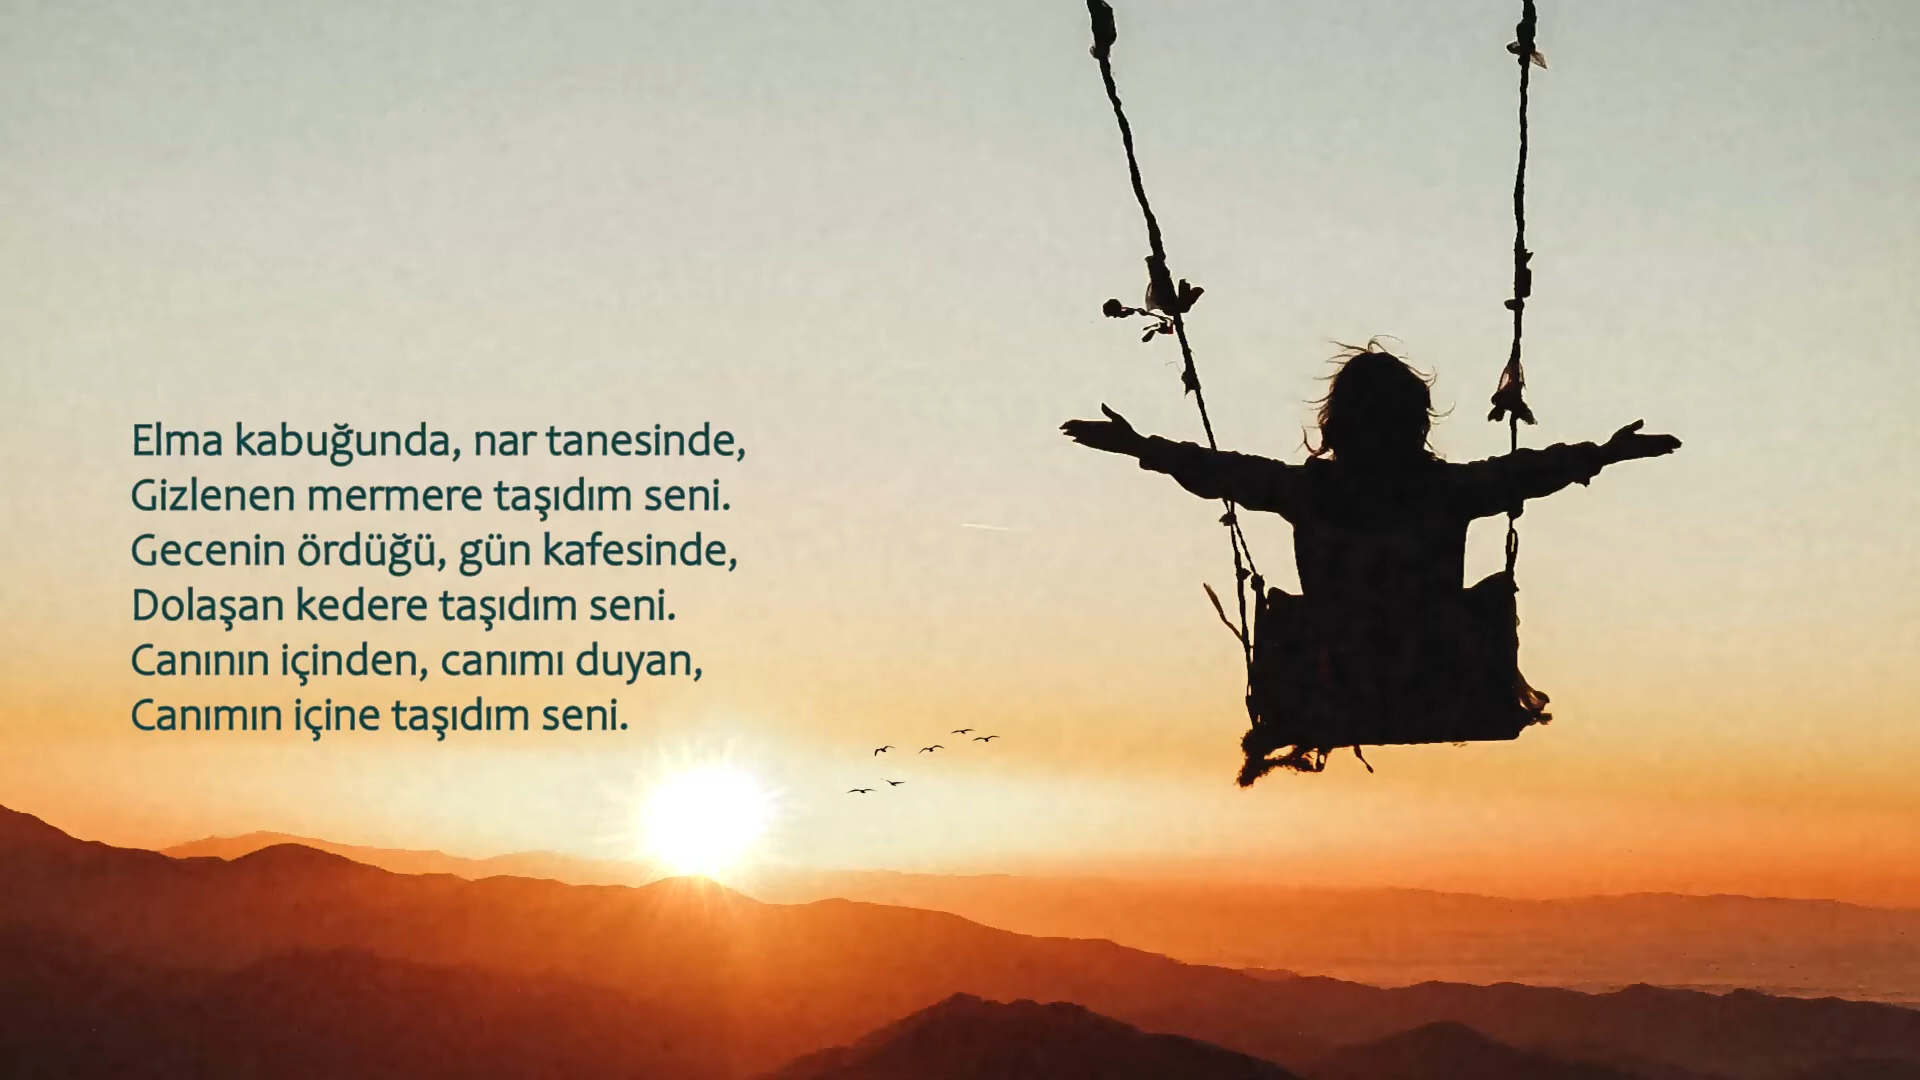 Elma kabuğunda, nar tanesinde,
Gizlenen mermere taşıdım seni.
Gecenin ördüğü, gün kafesinde,
Dolaşan kedere taşıdım seni.
Canının içinden, canımı duyan,
Canımın içine taşıdım seni.